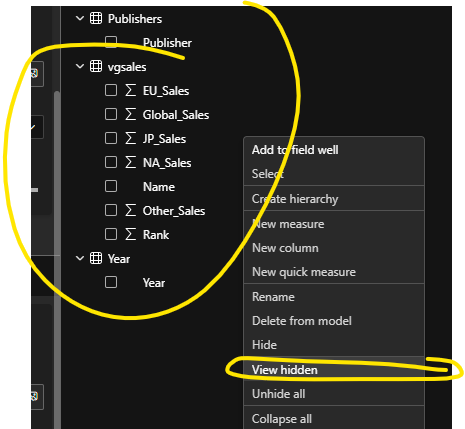 Publishers
Publisher
vgsales
EU_Sales
Global_Sales
JP_Sales
NA_Sales
Name
Other_Sales
Rank
Year
Year
Add to field well
Select
Create hierarchy
New measure
New column
New quick measure
Rename
Delete from model
Hide
View hidden
Unhide all
Collapse all